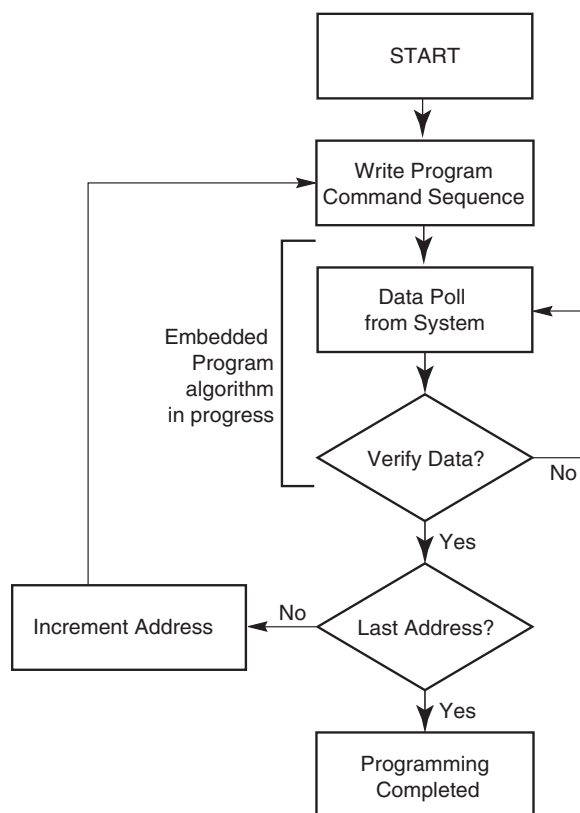 START
Write Program
Command Sequence
Data Poll
from System
Embedded
Program
algorithm
in progress
Verify Data?
No
Yes
Last Address?
No
Increment Address
Yes
Programming
Completed